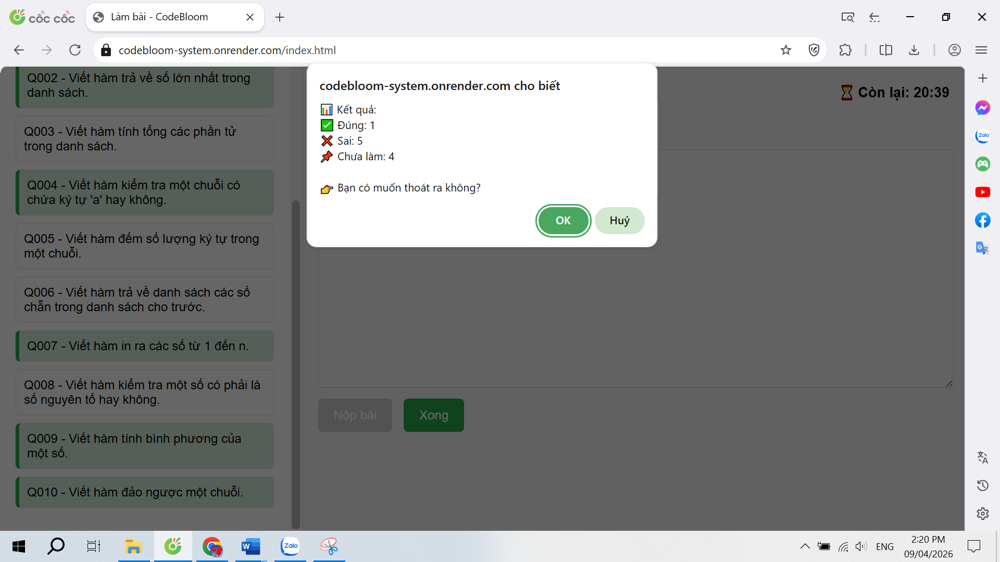 cốc cốc
Làm bài - CodeBloom
codebloom-system.onrender.com/index.html
Q002 - Viết hàm trả về số lớn nhất trong
danh sách.
Q003 - Viết hàm tính tổng các phần tử
trong danh sách.
Q004 - Viết hàm kiểm tra một chuỗi có
chứa ký tự 'a' hay không.
Q005 - Viết hàm đếm số lượng ký tự trong
một chuỗi.
Q006 - Viết hàm trả về danh sách các số
chẵn trong danh sách cho trước.
Q007 - Viết hàm in ra các số từ 1 đến n.
Q008 - Viết hàm kiểm tra một số có phải là
số nguyên tố hay không.
Q009 - Viết hàm tính bình phương của
một số.
Q010 - Viết hàm đảo ngược một chuỗi.
codebloom-system.onrender.com cho biết
📊 Kết quả:
✅ Đúng: 1
❌ Sai: 5
📌 Chưa làm: 4
👉 Bạn có muốn thoát ra không?
OK
Huỷ
⏳ Còn lại: 20:39
Nộp bài
Xong
Zalo
W
Zalo
ENG
2:20 PM
09/04/2026